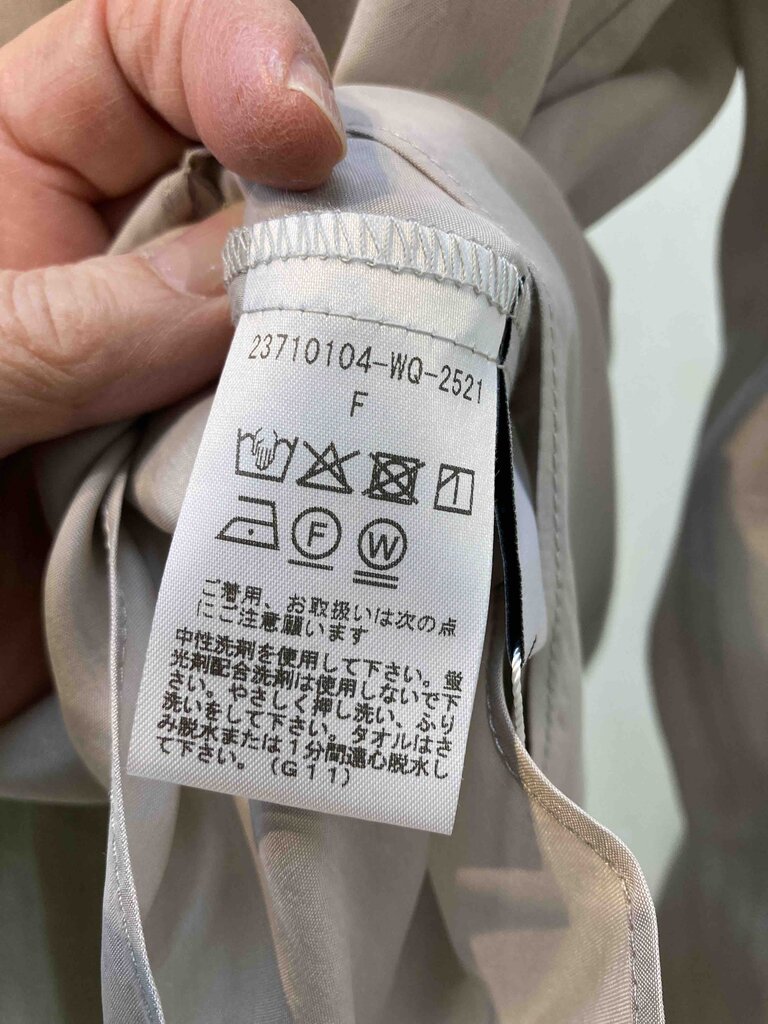 23710104-WQ-2521
F
F W
ご着用、お取扱いは次の点
にご注意願います
中性洗剤を使用して下さい。蛍
光剤配合洗剤は使用しないで下
さい。やさしく押し洗い、ふり
洗いをして下さい。タオルはさ
み脱水または1分間遠心脱水し
て下さい。(G11)